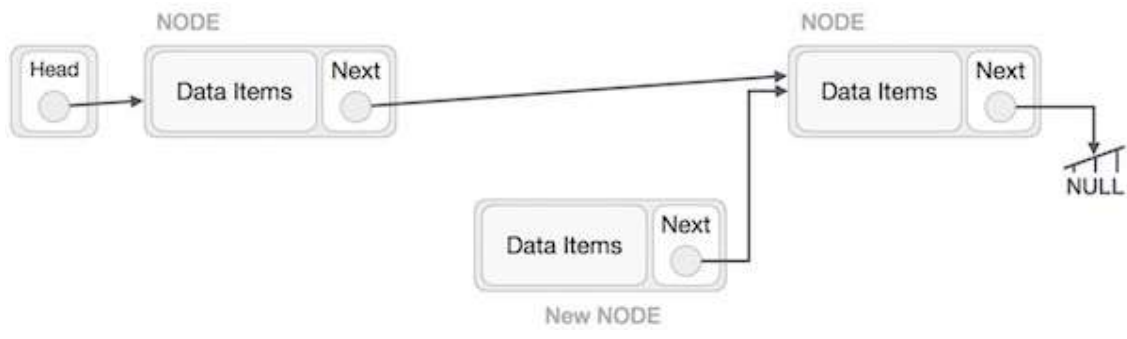 NODE
NODE
Head
Data Items
Next
Data Items
Next
NULL
Data Items
Next
New NODE